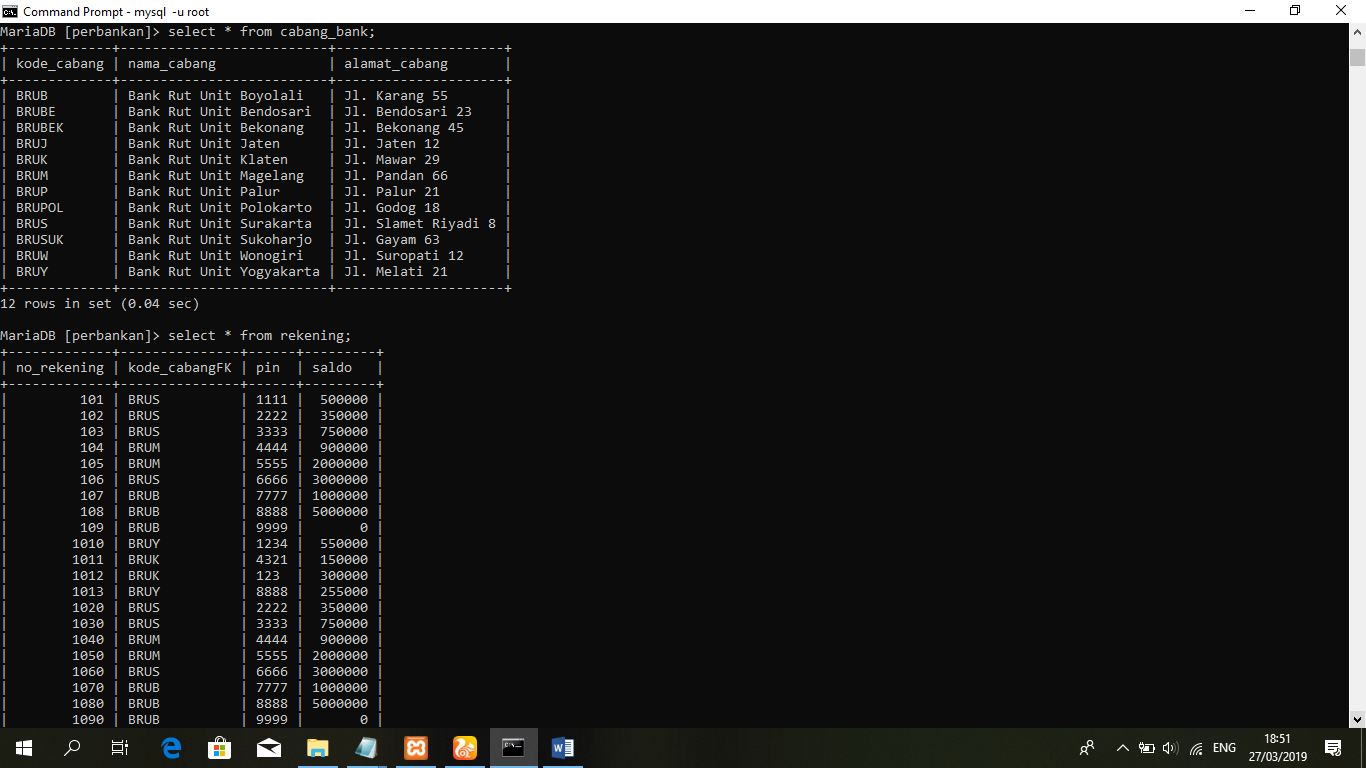 Command Prompt - mysql -u root
MariaDB [perbankan]> select * from cabang_bank;
+-------------+--------------------------+---------------------+
| kode_cabang | nama_cabang              | alamat_cabang       |
+-------------+--------------------------+---------------------+
| BRUB        | Bank Rut Unit Boyolali   | Jl. Karang 55       |
| BRUBE       | Bank Rut Unit Bendosari  | Jl. Bendosari 23    |
| BRUBEK      | Bank Rut Unit Bekonang   | Jl. Bekonang 45     |
| BRUJ        | Bank Rut Unit Jaten      | Jl. Jaten 12        |
| BRUK        | Bank Rut Unit Klaten     | Jl. Mawar 29        |
| BRUM        | Bank Rut Unit Magelang   | Jl. Pandan 66       |
| BRUP        | Bank Rut Unit Palur      | Jl. Palur 21        |
| BRUPOL      | Bank Rut Unit Polokarto  | Jl. Godog 18        |
| BRUS        | Bank Rut Unit Surakarta  | Jl. Slamet Riyadi 8 |
| BRUSUK      | Bank Rut Unit Sukoharjo  | Jl. Gayam 63        |
| BRUW        | Bank Rut Unit Wonogiri   | Jl. Suropati 12     |
| BRUY        | Bank Rut Unit Yogyakarta | Jl. Melati 21       |
+-------------+--------------------------+---------------------+
12 rows in set (0.04 sec)
MariaDB [perbankan]> select * from rekening;
+-------------+---------------+------+---------+
| no_rekening | kode_cabangFK | pin  | saldo   |
+-------------+---------------+------+---------+
|         101 | BRUS          | 1111 |  500000 |
|         102 | BRUS          | 2222 |  350000 |
|         103 | BRUS          | 3333 |  750000 |
|         104 | BRUM          | 4444 |  900000 |
|         105 | BRUM          | 5555 | 2000000 |
|         106 | BRUS          | 6666 | 3000000 |
|         107 | BRUB          | 7777 | 1000000 |
|         108 | BRUB          | 8888 | 5000000 |
|         109 | BRUB          | 9999 |       0 |
|        1010 | BRUY          | 1234 |  550000 |
|        1011 | BRUK          | 4321 |  150000 |
|        1012 | BRUK          | 123  |  300000 |
|        1013 | BRUY          | 8888 |  255000 |
|        1020 | BRUS          | 2222 |  350000 |
|        1030 | BRUS          | 3333 |  750000 |
|        1040 | BRUM          | 4444 |  900000 |
|        1050 | BRUM          | 5555 | 2000000 |
|        1060 | BRUS          | 6666 | 3000000 |
|        1070 | BRUB          | 7777 | 1000000 |
|        1080 | BRUB          | 8888 | 5000000 |
|        1090 | BRUB          | 9999 |       0 |
ENG
18:51
27/03/2019